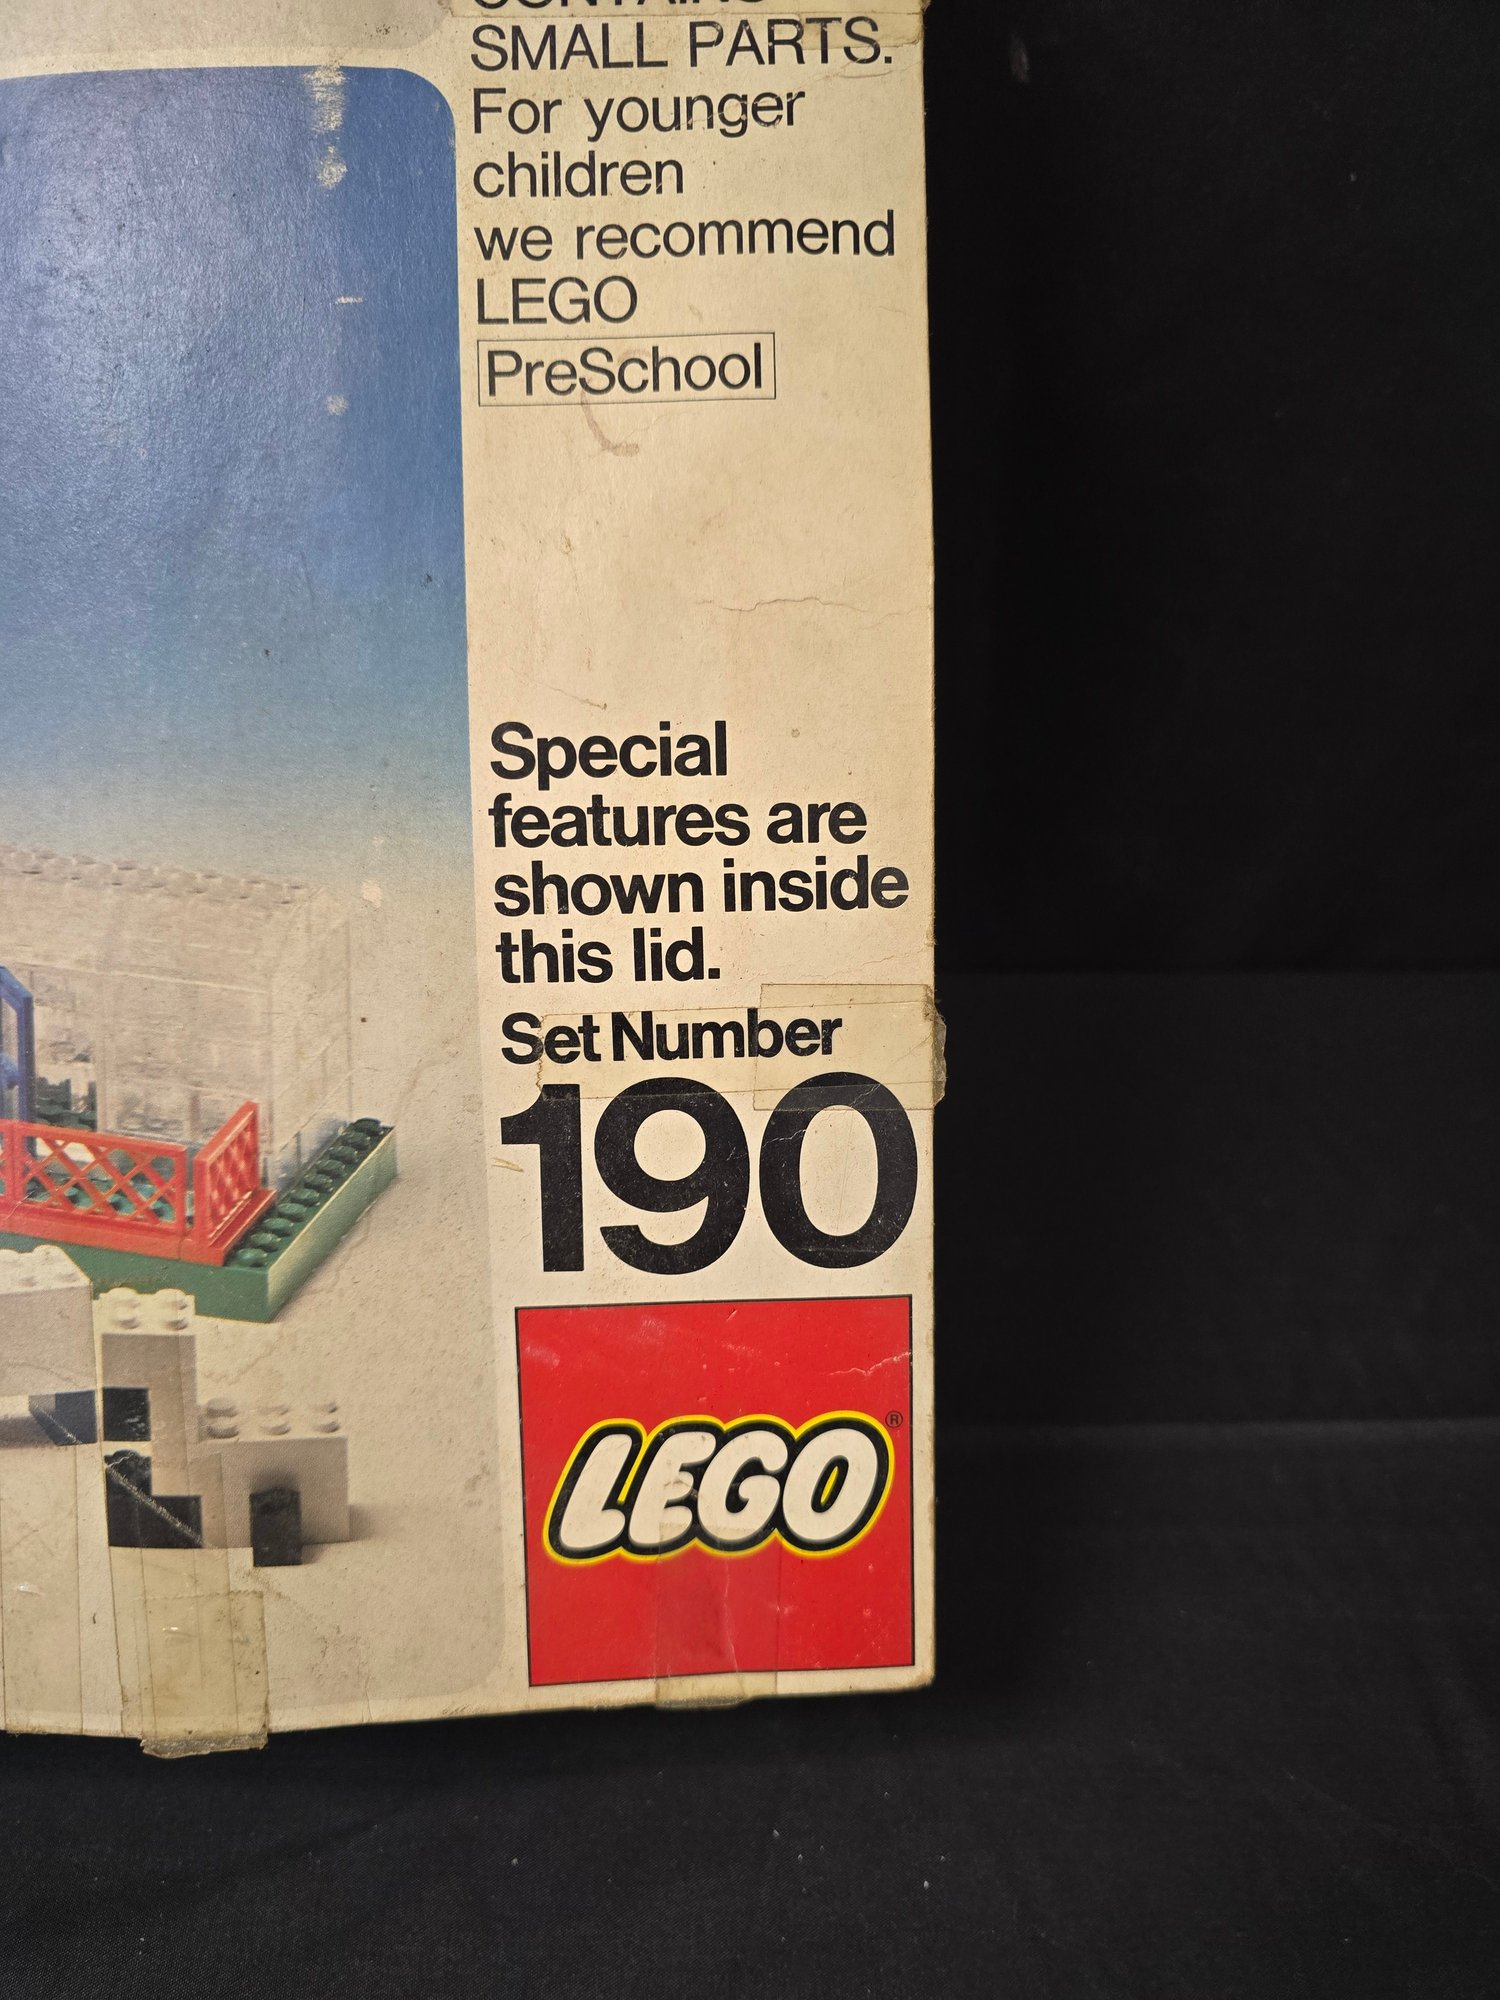 CONTAINS
SMALL PARTS.
For younger
children
we recommend
LEGO
PreSchool
Special
features are
shown inside
this lid.
Set Number
190
LEGO ®